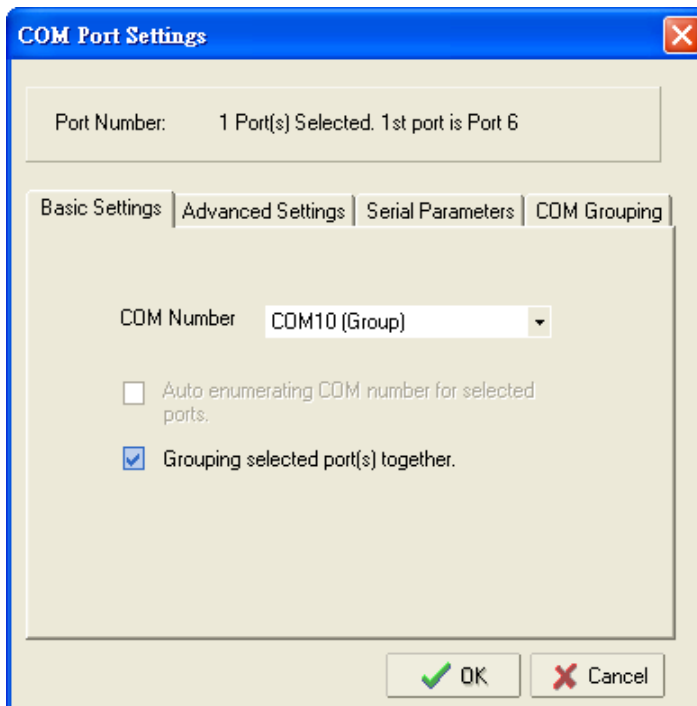 COM Port Settings
Port Number: 1 Port(s) Selected. 1st port is Port 6
Basic Settings Advanced Settings Serial Parameters COM Grouping
COM Number COM10 (Group)
Auto enumerating COM number for selected
ports.
Grouping selected port(s) together.
OK Cancel